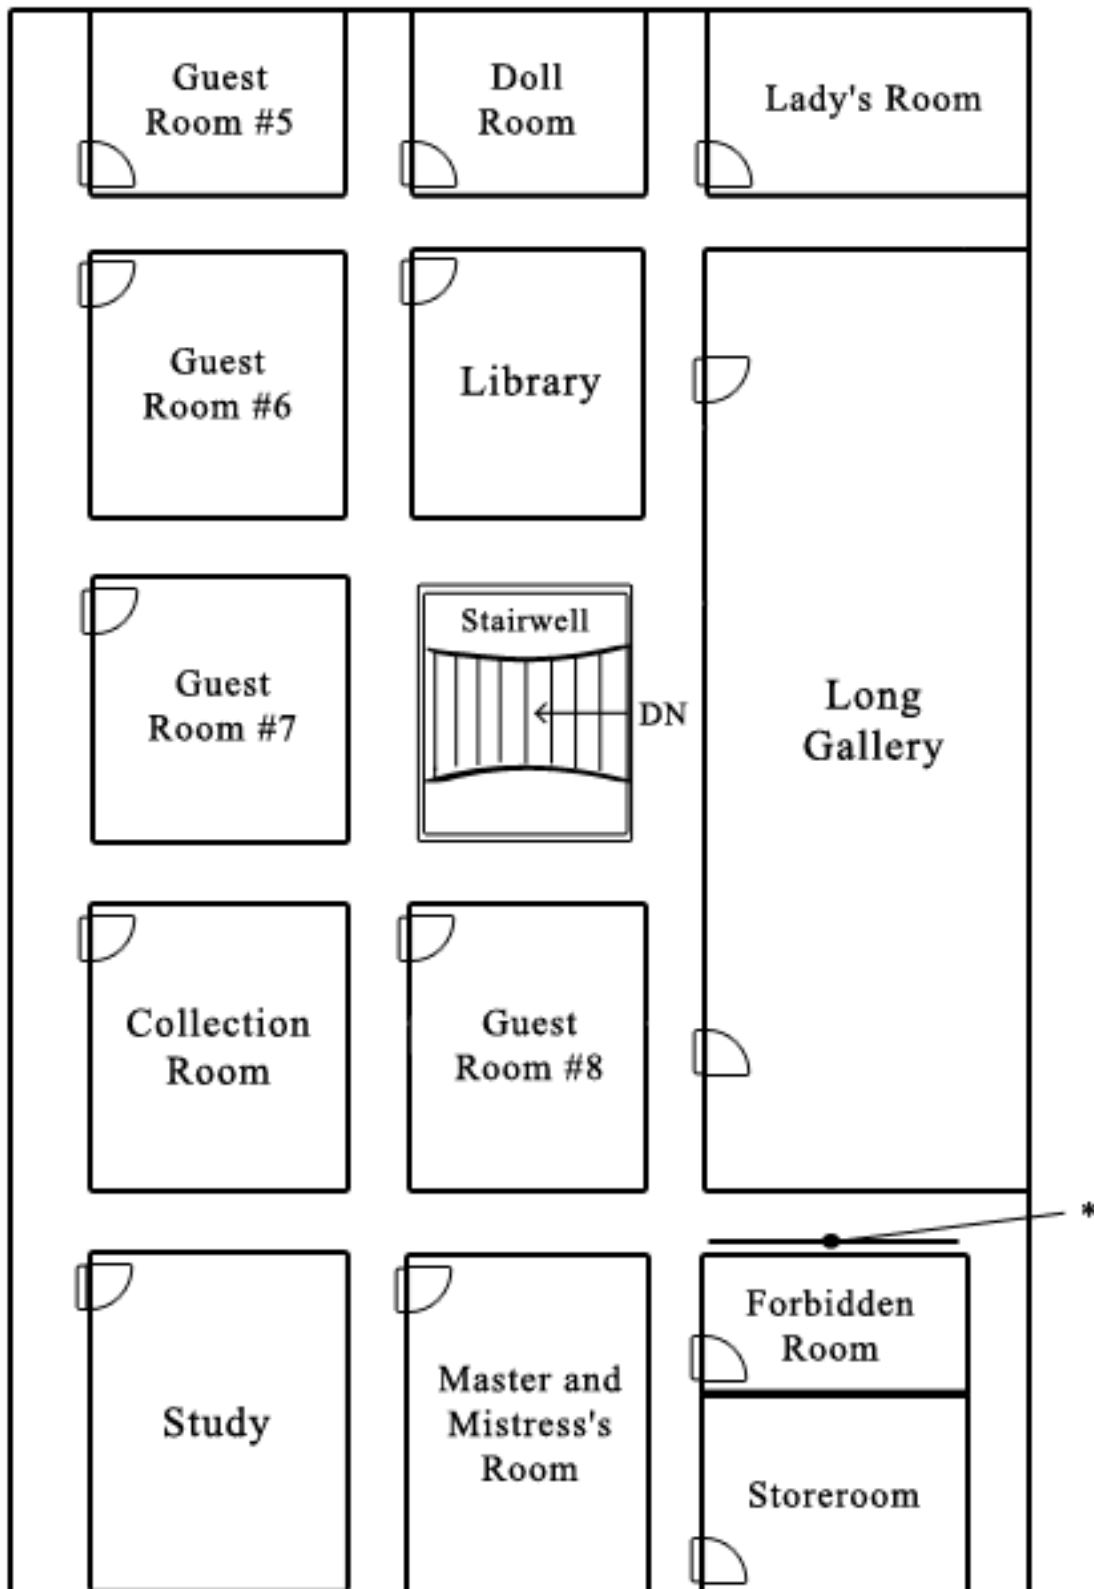 Guest
Room #5
Doll
Room
Lady's Room
Guest
Room #6
Library
Stairwell
DN
Guest
Room #7
Long
Gallery
Collection
Room
Guest
Room #8
*
Forbidden
Room
Study
Master and
Mistress's
Room
Storeroom